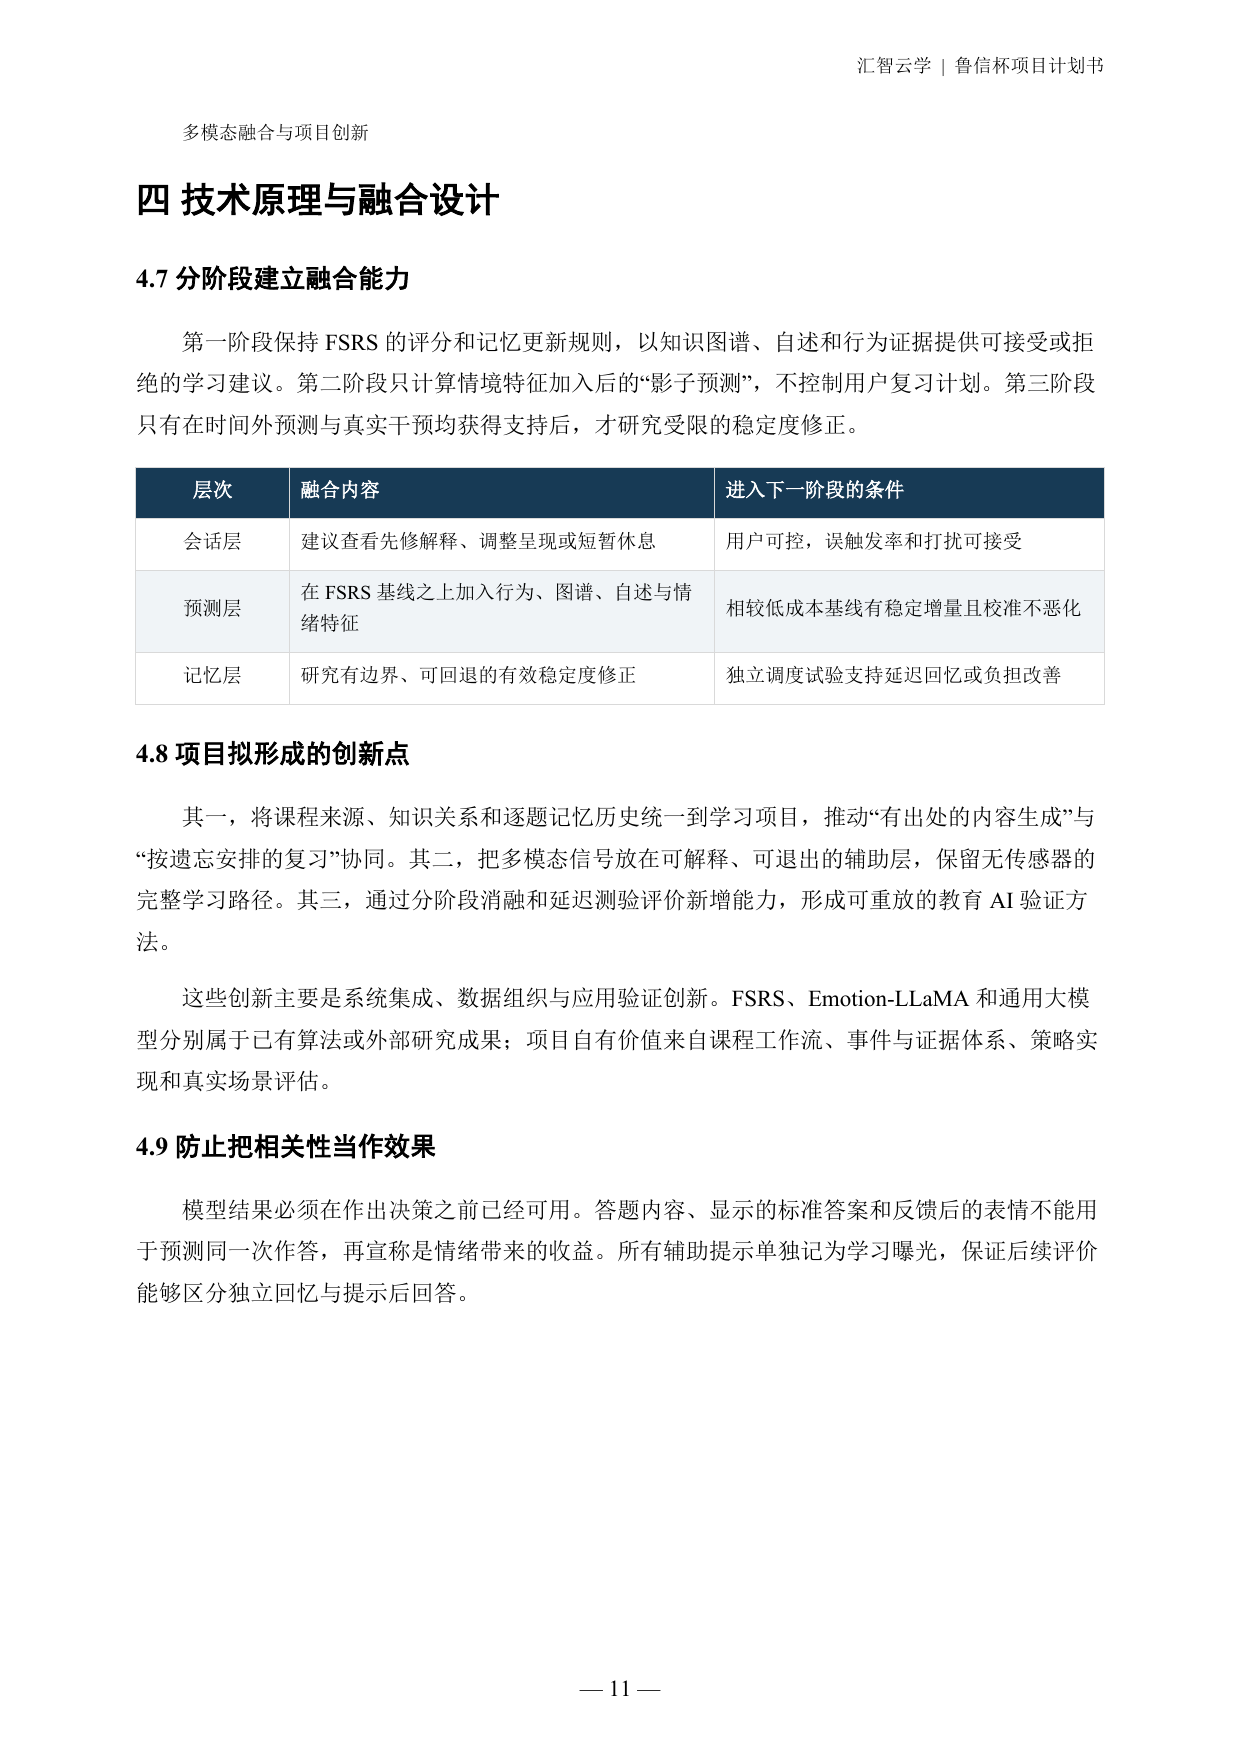 汇智云学 | 鲁信杯项目计划书
多模态融合与项目创新
四 技术原理与融合设计
4.7 分阶段建立融合能力
第一阶段保持 FSRS 的评分和记忆更新规则，以知识图谱、自述和行为证据提供可接受或拒
绝的学习建议。第二阶段只计算情境特征加入后的“影子预测”，不控制用户复习计划。第三阶段
只有在时间外预测与真实干预均获得支持后，才研究受限的稳定度修正。
层次 融合内容 进入下一阶段的条件
会话层 建议查看先修解释、调整呈现或短暂休息 用户可控，误触发率和打扰可接受
预测层 在 FSRS 基线之上加入行为、图谱、自述与情
绪特征 相较低成本基线有稳定增量且校准不恶化
记忆层 研究有边界、可回退的有效稳定度修正 独立调度试验支持延迟回忆或负担改善
4.8 项目拟形成的创新点
其一，将课程来源、知识关系和逐题记忆历史统一到学习项目，推动“有出处的内容生成”与
“按遗忘安排的复习”协同。其二，把多模态信号放在可解释、可退出的辅助层，保留无传感器的
完整学习路径。其三，通过分阶段消融和延迟测验评价新增能力，形成可重放的教育 AI 验证方
法。
这些创新主要是系统集成、数据组织与应用验证创新。FSRS、Emotion-LLaMA 和通用大模
型分别属于已有算法或外部研究成果；项目自有价值来自课程工作流、事件与证据体系、策略实
现和真实场景评估。
4.9 防止把相关性当作效果
模型结果必须在作出决策之前已经可用。答题内容、显示的标准答案和反馈后的表情不能用
于预测同一次作答，再宣称是情绪带来的收益。所有辅助提示单独记为学习曝光，保证后续评价
能够区分独立回忆与提示后回答。
— 11 —